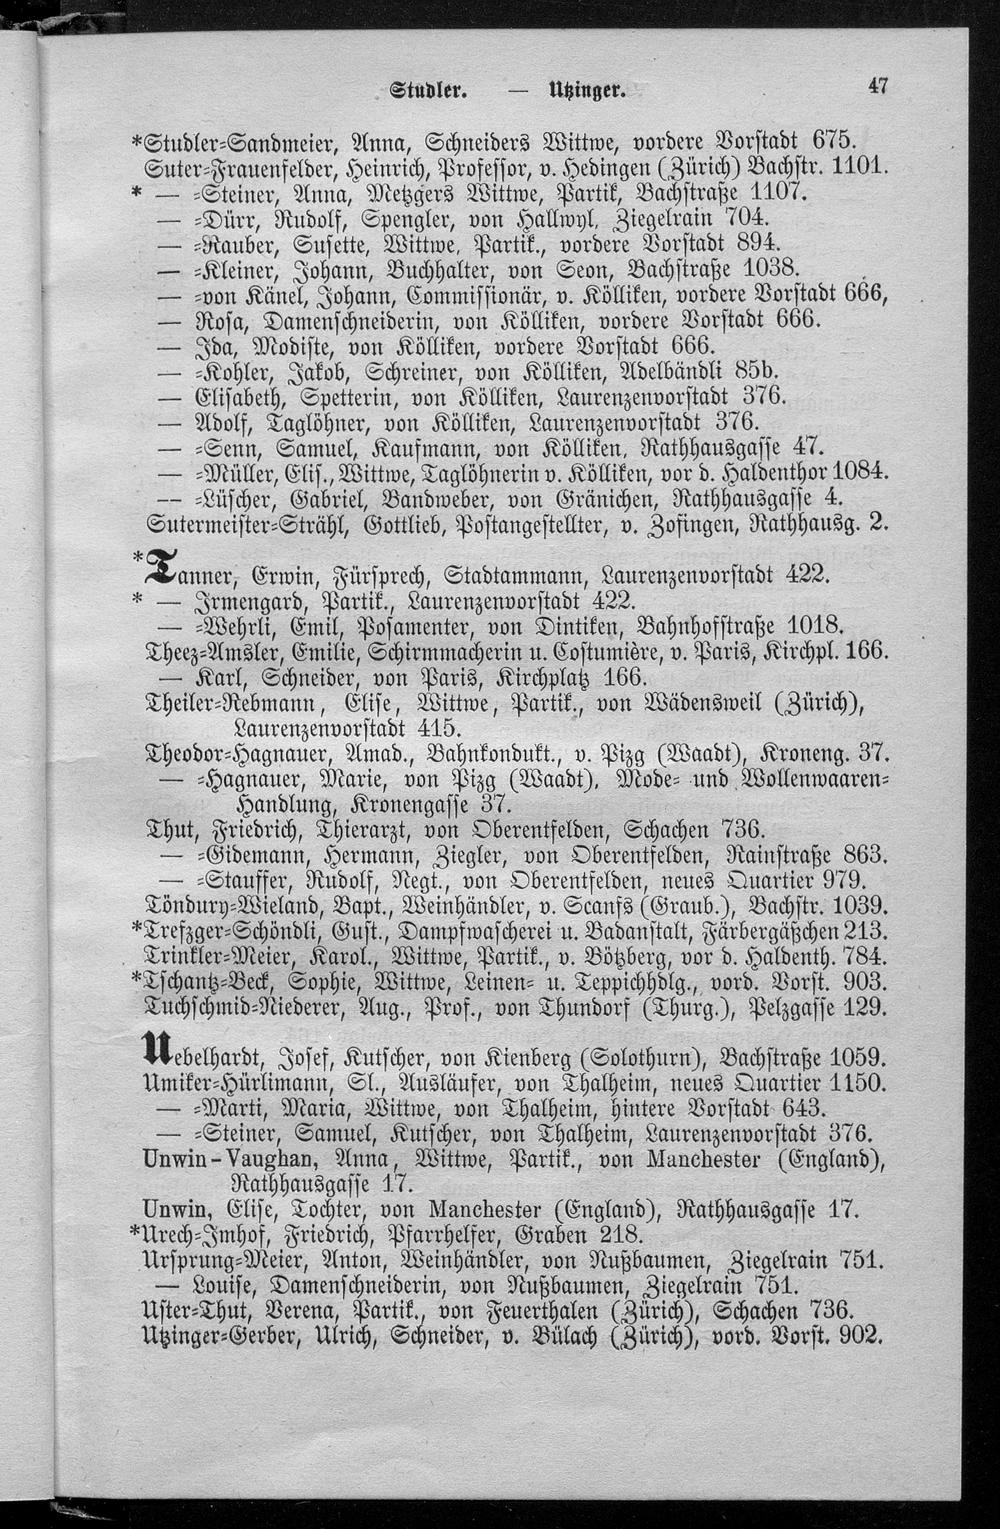 Studler. — Utzinger. 47
*Studler-Sandmeier, Anna, Schneiders Wittwe, vordere Vorstadt 675.
Suter-Frauenfelder, Heinrich, Professor, v. Hedingen (Zürich) Bachstr. 1101.
* — -Steiner, Anna, Metzgers Wittwe, Partik, Bachstraße 1107.
— -Dürr, Rudolf, Spengler, von Hallwyl, Ziegelrain 704.
— -Rauber, Susette, Wittwe, Partik., vordere Vorstadt 894.
— -Kleiner, Johann, Buchhalter, von Seon, Bachstraße 1038.
— -von Känel, Johann, Commissionär, v. Kölliken, vordere Vorstadt 666,
— Rosa, Damenschneiderin, von Kölliken, vordere Vorstadt 666.
— Ida, Modiste, von Kölliken, vordere Vorstadt 666.
— -Kohler, Jakob, Schreiner, von Kölliken, Adelbändli 85b.
— Elisabeth, Spetterin, von Kölliken, Laurenzenvorstadt 376.
— Adolf, Taglöhner, von Kölliken, Laurenzenvorstadt 376.
— -Senn, Samuel, Kaufmann, von Kölliken, Rathhausgasse 47.
— -Müller, Elis., Wittwe, Taglöhnerin v. Kölliken, vor d. Haldenthor 1084.
— -Lüscher, Gabriel, Bandweber, von Gränichen, Rathhausgasse 4.
Sutermeister-Strähl, Gottlieb, Postangestellter, v. Zofingen, Rathhausg. 2.
*Tanner, Erwin, Fürsprech, Stadtammann, Laurenzenvorstadt 422.
* — Irmengard, Partik., Laurenzenvorstadt 422.
— -Wehrli, Emil, Posamenter, von Dintiken, Bahnhofstraße 1018.
Theez-Amsler, Emilie, Schirmmacherin u. Costumière, v. Paris, Kirchpl. 166.
— Karl, Schneider, von Paris, Kirchplatz 166.
Theiler-Rebmann, Elise, Wittwe, Partik., von Wädensweil (Zürich),
Laurenzenvorstadt 415.
Theodor-Hagnauer, Amad., Bahnkondukt., v. Pizg (Waadt), Kroneng. 37.
— -Hagnauer, Marie, von Pizg (Waadt), Mode- und Wollenwaaren-
Handlung, Kronengasse 37.
Thut, Friedrich, Thierarzt, von Oberentfelden, Schachen 736.
— -Gidemann, Hermann, Ziegler, von Oberentfelden, Rainstraße 863.
— -Stauffer, Rudolf, Negt., von Oberentfelden, neues Quartier 979.
Töndury-Wieland, Bapt., Weinhändler, v. Scanfs (Graub.), Bachstr. 1039.
*Trefzger-Schöndli, Gust., Dampfwascherei u. Badanstalt, Färbergäßchen 213.
Trinkler-Meier, Karol., Wittwe, Partik., v. Bötzberg, vor d. Haldenth. 784.
*Tschantz-Beck, Sophie, Wittwe, Leinen- u. Teppichhdlg., vord. Vorst. 903.
Tuchschmid-Niederer, Aug., Prof., von Thundorf (Thurg.), Pelzgasse 129.
Uebelhardt, Josef, Kutscher, von Kienberg (Solothurn), Bachstraße 1059.
Umiker-Hürlimann, Sl., Ausläufer, von Thalheim, neues Quartier 1150.
— -Marti, Maria, Wittwe, von Thalheim, hintere Vorstadt 643.
— -Steiner, Samuel, Kutscher, von Thalheim, Laurenzenvorstadt 376.
Unwin-Vaughan, Anna, Wittwe, Partik., von Manchester (England),
Rathhausgasse 17.
Unwin, Elise, Tochter, von Manchester (England), Rathhausgasse 17.
*Urech-Imhof, Friedrich, Pfarrhelfer, Graben 218.
Ursprung-Meier, Anton, Weinhändler, von Nußbaumen, Ziegelrain 751.
— Louise, Damenschneiderin, von Nußbaumen, Ziegelrain 751.
Uster-Thut, Verena, Partik., von Feuerthalen (Zürich), Schachen 736.
Utzinger-Gerber, Ulrich, Schneider, v. Bülach (Zürich), vord. Vorst. 902.